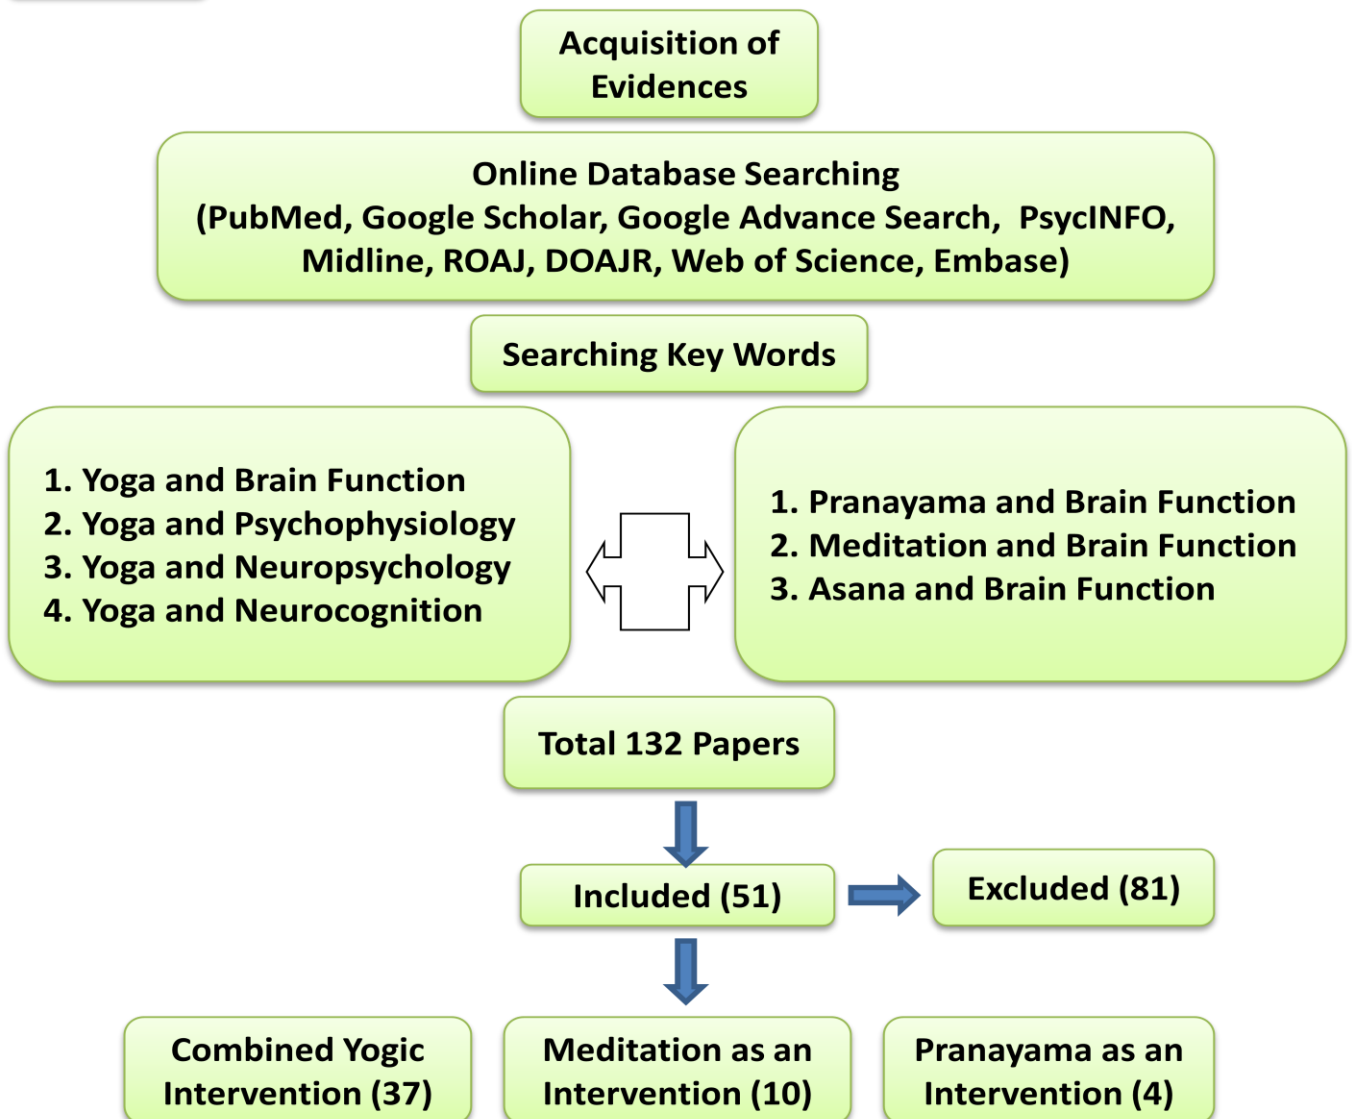 Acquisition of
Evidences
Online Database Searching
(PubMed, Google Scholar, Google Advance Search, PsycINFO,
Midline, ROAJ, DOAJR, Web of Science, Embase)
Searching Key Words
1. Yoga and Brain Function
2. Yoga and Psychophysiology
3. Yoga and Neuropsychology
4. Yoga and Neurocognition
1. Pranayama and Brain Function
2. Meditation and Brain Function
3. Asana and Brain Function
Total 132 Papers
Included (51)
Excluded (81)
Combined Yogic
Intervention (37)
Meditation as an
Intervention (10)
Pranayama as an
Intervention (4)